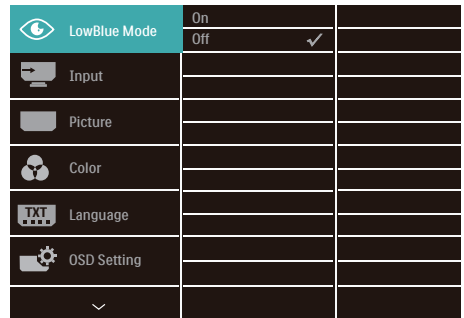 LowBlue Mode
On
Off
Input
Picture
Color
TXT
Language
OSD Setting